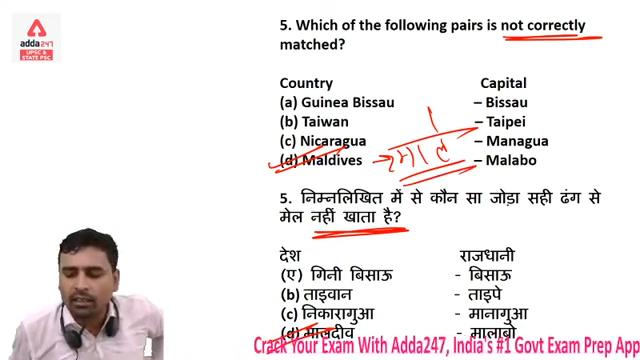 adda247
UPSC &
STATE PSC
5. Which of the following pairs is not correctly
matched?
Country Capital
(a) Guinea Bissau – Bissau
(b) Taiwan – Taipei
(c) Nicaragua – Managua
(d) Maldives – Malabo
5. निम्नलिखित में से कौन सा जोड़ा सही ढंग से
मेल नहीं खाता है?
देश राजधानी
(ए) गिनी बिसाऊ - बिसाऊ
(b) ताइवान - ताइपे
(c) निकारागुआ - मानागुआ
(d) मालदीव - मालाबो
Crack Your Exam With Adda247, India's #1 Govt Exam Prep App